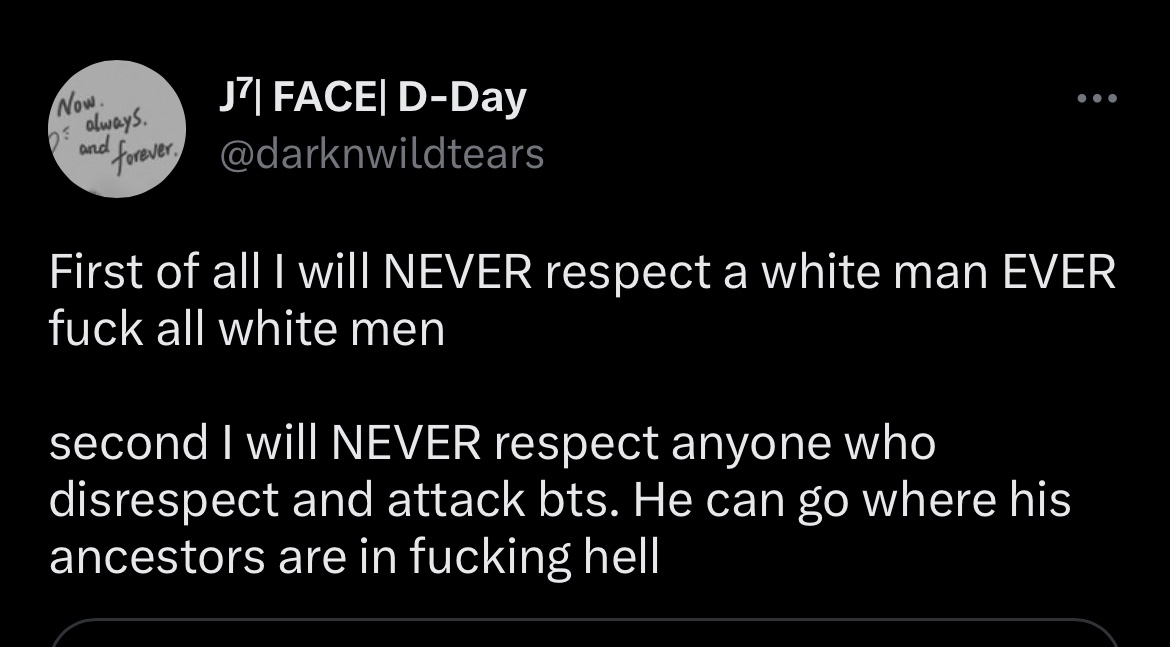 Now.
always.
and forever.
J⁷| FACE| D-Day
@darknwildtears
First of all I will NEVER respect a white man EVER
fuck all white men
second I will NEVER respect anyone who
disrespect and attack bts. He can go where his
ancestors are in fucking hell